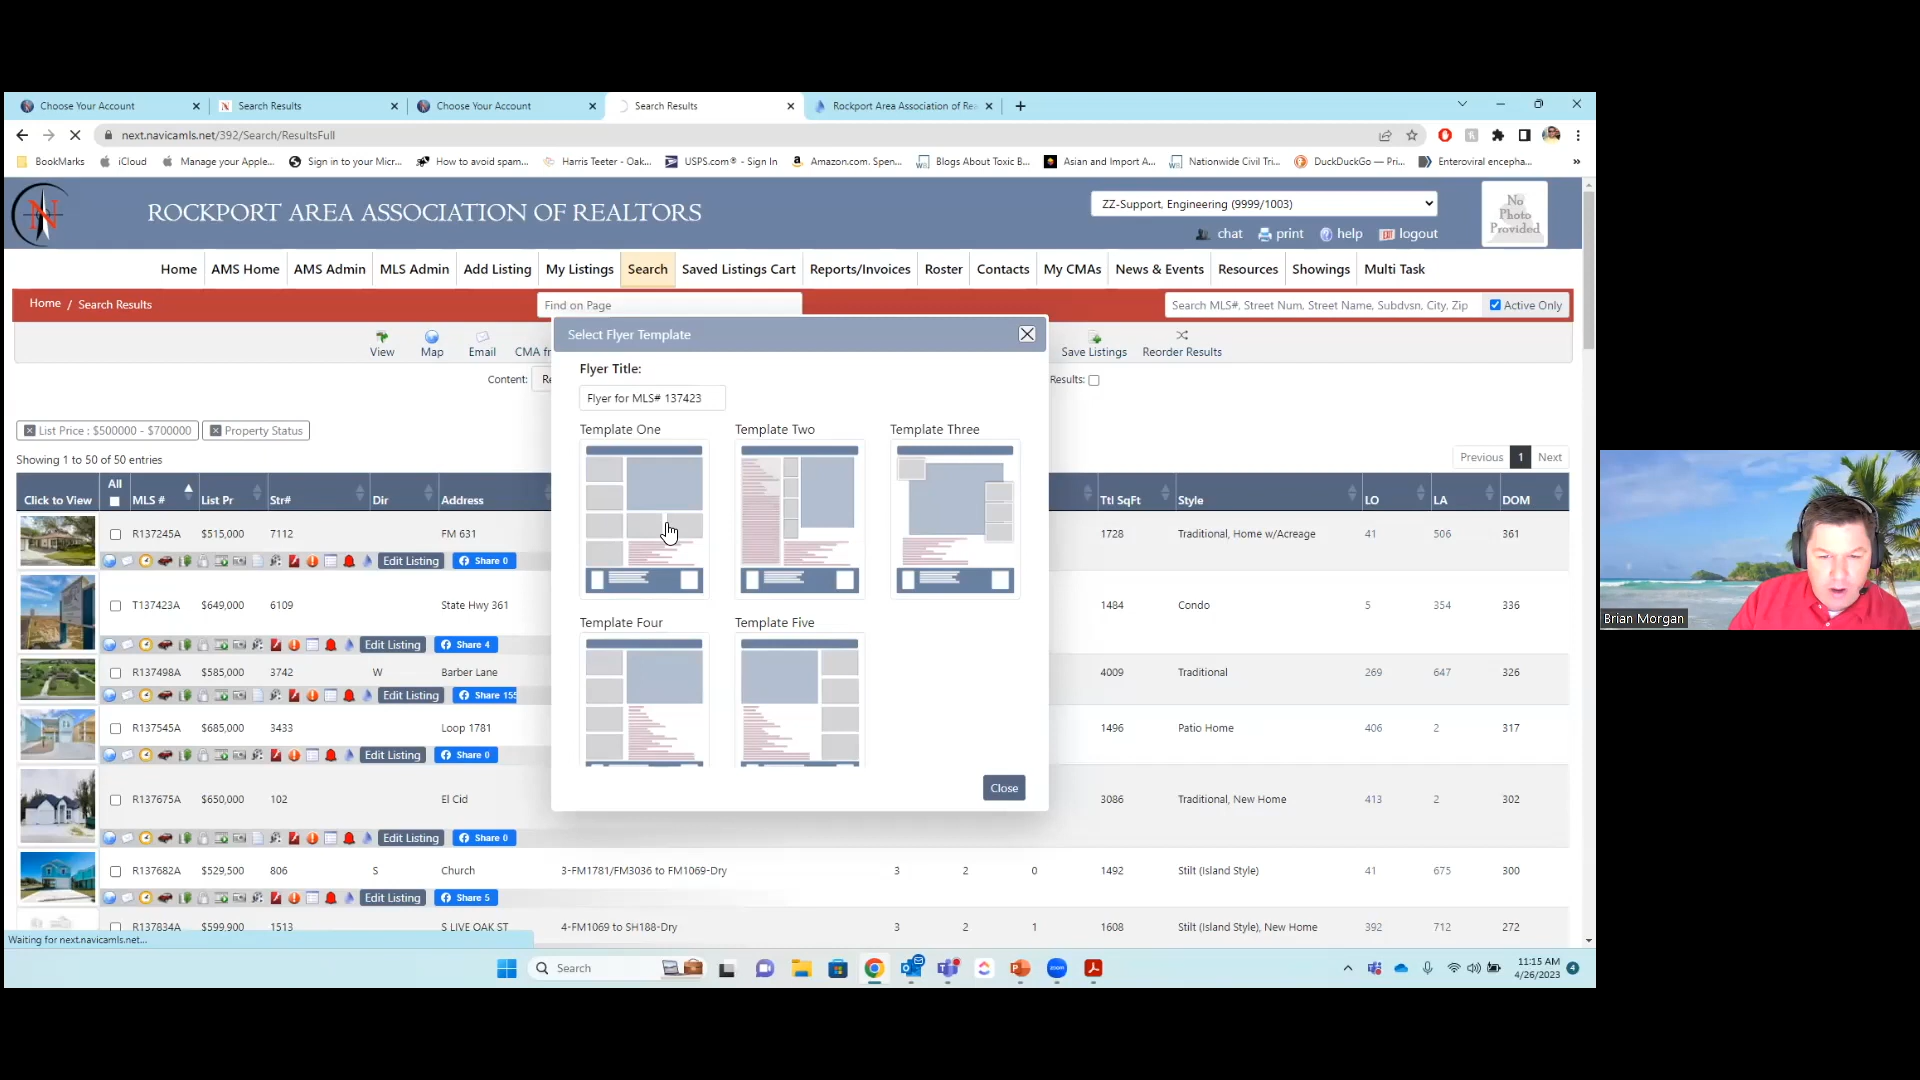 Choose Your Account
Search Results
Choose Your Account
Search Results
Rockport Area Association of Rea
next.navicamls.net/392/Search/ResultsFull
BookMarks
iCloud
Manage your Apple...
Sign in to your Micr...
How to avoid spam...
Harris Teeter - Oak...
USPS.com® - Sign In
Amazon.com. Spen...
Blogs About Toxic B...
Asian and Import A...
Nationwide Civil Tri...
DuckDuckGo — Pri...
Enteroviral encepha...
ROCKPORT AREA ASSOCIATION OF REALTORS
ZZ-Support, Engineering (9999/1003)
chat print help logout
No
Photo
Provided
Home AMS Home AMS Admin MLS Admin Add Listing My Listings Search Saved Listings Cart Reports/Invoices Roster Contacts My CMAs News & Events Resources Showings Multi Task
Home / Search Results
Find on Page
Search MLS#, Street Num, Street Name, Subdvsn, City, Zip
Active Only
View Map Email CMA fr Save Listings Reorder Results
Content: Re
Results:
List Price : $500000 - $700000
Property Status
Showing 1 to 50 of 50 entries
Previous 1 Next
Select Flyer Template
Flyer Title:
Flyer for MLS# 137423
Template One
Template Two
Template Three
Template Four
Template Five
Close
Click to View All MLS # List Pr Str# Dir Address Ttl SqFt Style LO LA DOM
R137245A $515,000 7112 FM 631 1728 Traditional, Home w/Acreage 41 506 361
Edit Listing Share 0
T137423A $649,000 6109 State Hwy 361 1484 Condo 5 354 336
Edit Listing Share 4
R137498A $585,000 3742 W Barber Lane 4009 Traditional 269 647 326
Edit Listing Share 155
R137545A $685,000 3433 Loop 1781 1496 Patio Home 406 2 317
Edit Listing Share 0
R137675A $650,000 102 El Cid 3086 Traditional, New Home 413 2 302
Edit Listing Share 0
R137682A $529,500 806 S Church 3-FM1781/FM3036 to FM1069-Dry 3 2 0 1492 Stilt (Island Style) 41 675 300
Edit Listing Share 5
R137834A $599,900 1513 S LIVE OAK ST 4-FM1069 to SH188-Dry 3 2 1 1608 Stilt (Island Style), New Home 392 712 272
Waiting for next.navicamls.net...
Search
11:15 AM
4/26/2023
4
Brian Morgan